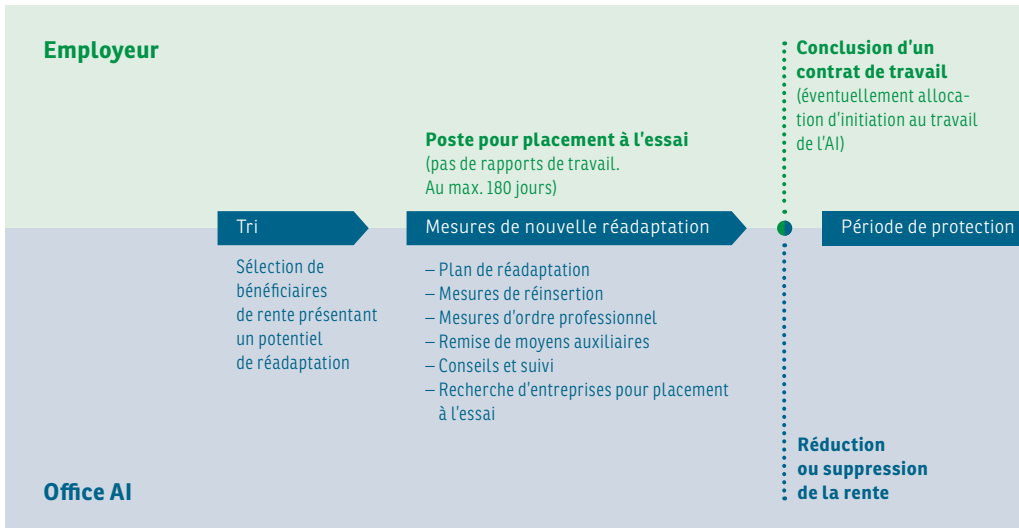 Employeur
Conclusion d'un
contrat de travail
(éventuellement alloca-
tion d'initiation au travail
de l'AI)
Poste pour placement à l'essai
(pas de rapports de travail.
Au max. 180 jours)
Tri
Mesures de nouvelle réadaptation
Période de protection
Sélection de
bénéficiaires
de rente présentant
un potentiel
de réadaptation
– Plan de réadaptation
– Mesures de réinsertion
– Mesures d'ordre professionnel
– Remise de moyens auxiliaires
– Conseils et suivi
– Recherche d'entreprises pour placement
à l'essai
Réduction
ou suppression
de la rente
Office AI